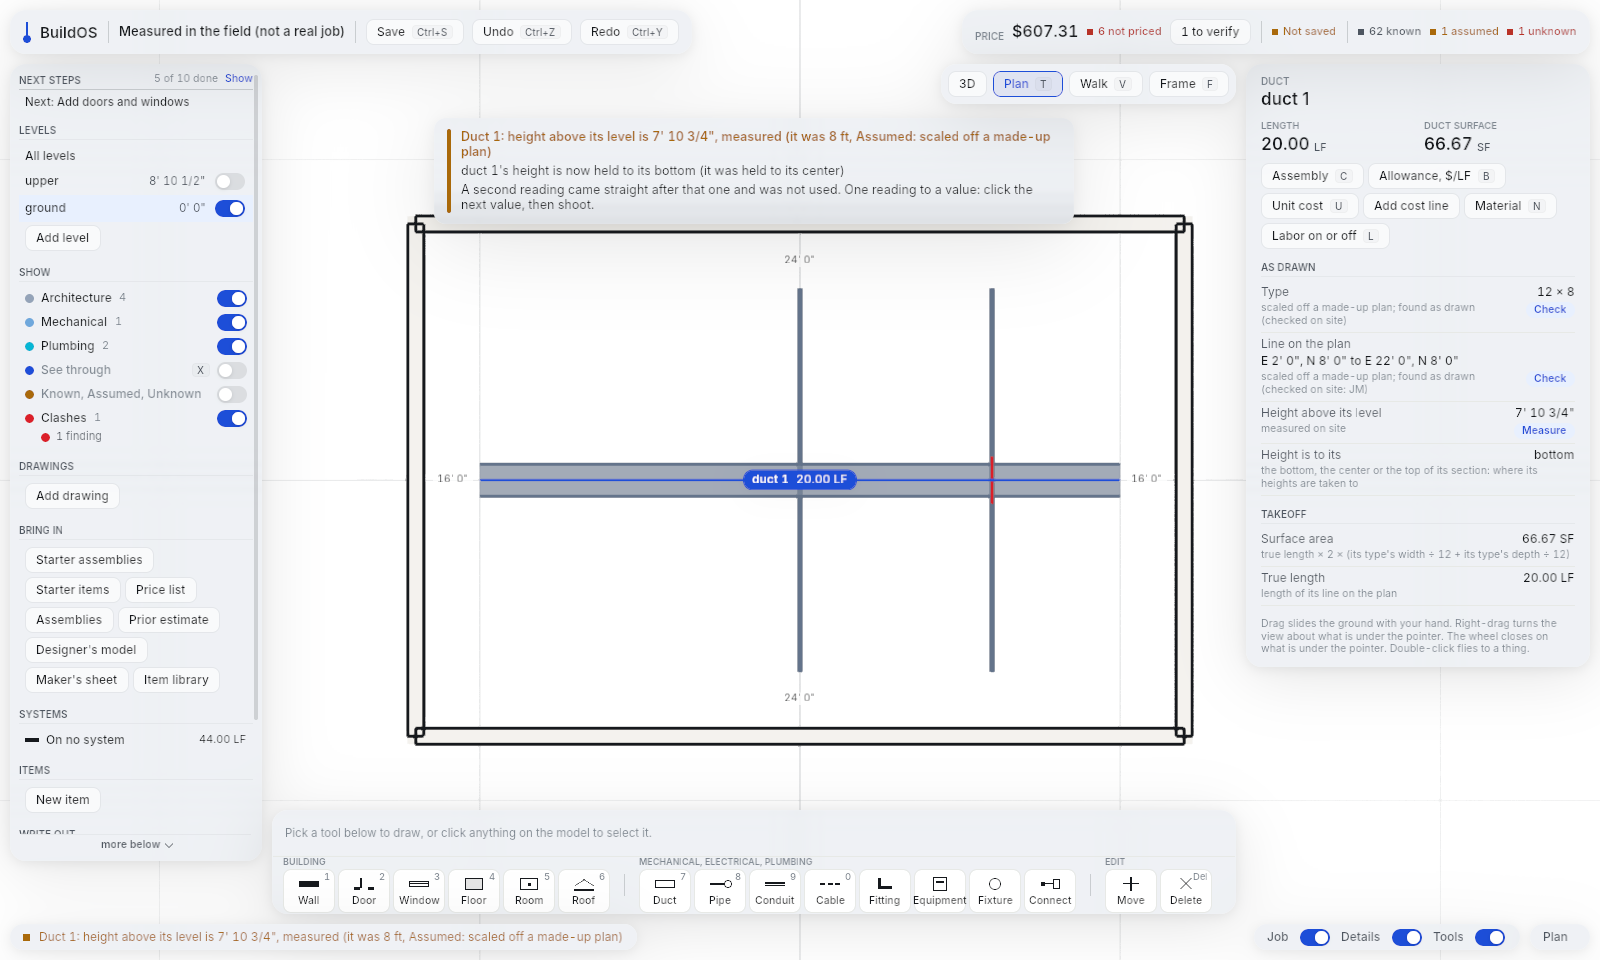 BuildOS
Measured in the field (not a real job)
Save Ctrl+S
Undo Ctrl+Z
Redo Ctrl+Y
PRICE $607.31
6 not priced
1 to verify
Not saved
62 known
1 assumed
1 unknown
NEXT STEPS
5 of 10 done Show
Next: Add doors and windows
LEVELS
All levels
upper 8' 10 1/2"
ground 0' 0"
Add level
SHOW
Architecture 4
Mechanical 1
Plumbing 2
See through X
Known, Assumed, Unknown
Clashes 1
1 finding
DRAWINGS
Add drawing
BRING IN
Starter assemblies
Starter items Price list
Assemblies Prior estimate
Designer's model
Maker's sheet Item library
SYSTEMS
On no system 44.00 LF
ITEMS
New item
WRITE OUT
more below
3D
Plan T
Walk V
Frame F
Duct 1: height above its level is 7' 10 3/4", measured (it was 8 ft, Assumed: scaled off a made-up
plan)
duct 1's height is now held to its bottom (it was held to its center)
A second reading came straight after that one and was not used. One reading to a value: click the
next value, then shoot.
24' 0"
16' 0"
duct 1 20.00 LF
16' 0"
24' 0"
DUCT
duct 1
LENGTH DUCT SURFACE
20.00 LF 66.67 SF
Assembly C Allowance, $/LF B
Unit cost U Add cost line Material N
Labor on or off L
AS DRAWN
Type 12 × 8
scaled off a made-up plan; found as drawn
(checked on site)
Check
Line on the plan
E 2' 0", N 8' 0" to E 22' 0", N 8' 0"
scaled off a made-up plan; found as drawn
(checked on site: JM)
Check
Height above its level 7' 10 3/4"
measured on site Measure
Height is to its bottom
the bottom, the center or the top of its section: where its
heights are taken to
TAKEOFF
Surface area 66.67 SF
true length × 2 × (its type's width ÷ 12 + its type's depth ÷ 12)
True length 20.00 LF
length of its line on the plan
Drag slides the ground with your hand. Right-drag turns the
view about what is under the pointer. The wheel closes on
what is under the pointer. Double-click flies to a thing.
Pick a tool below to draw, or click anything on the model to select it.
BUILDING
Wall 1
Door 2
Window 3
Floor 4
Room 5
Roof 6
MECHANICAL, ELECTRICAL, PLUMBING
Duct 7
Pipe 8
Conduit 9
Cable 0
Fitting
Equipment
Fixture
Connect
EDIT
Move
Delete Del
Duct 1: height above its level is 7' 10 3/4", measured (it was 8 ft, Assumed: scaled off a made-up plan)
Job
Details
Tools
Plan